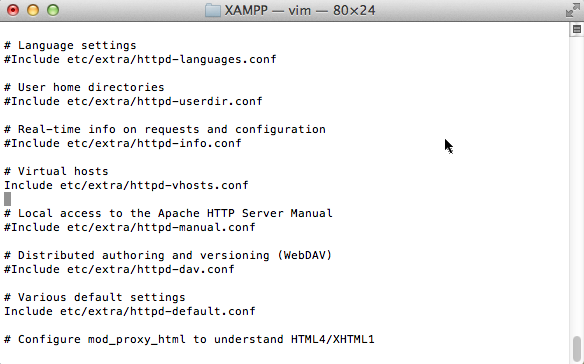 XAMPP — vim — 80×24
# Language settings
#Include etc/extra/httpd-languages.conf
# User home directories
#Include etc/extra/httpd-userdir.conf
# Real-time info on requests and configuration
#Include etc/extra/httpd-info.conf
# Virtual hosts
Include etc/extra/httpd-vhosts.conf
# Local access to the Apache HTTP Server Manual
#Include etc/extra/httpd-manual.conf
# Distributed authoring and versioning (WebDAV)
#Include etc/extra/httpd-dav.conf
# Various default settings
Include etc/extra/httpd-default.conf
# Configure mod_proxy_html to understand HTML4/XHTML1